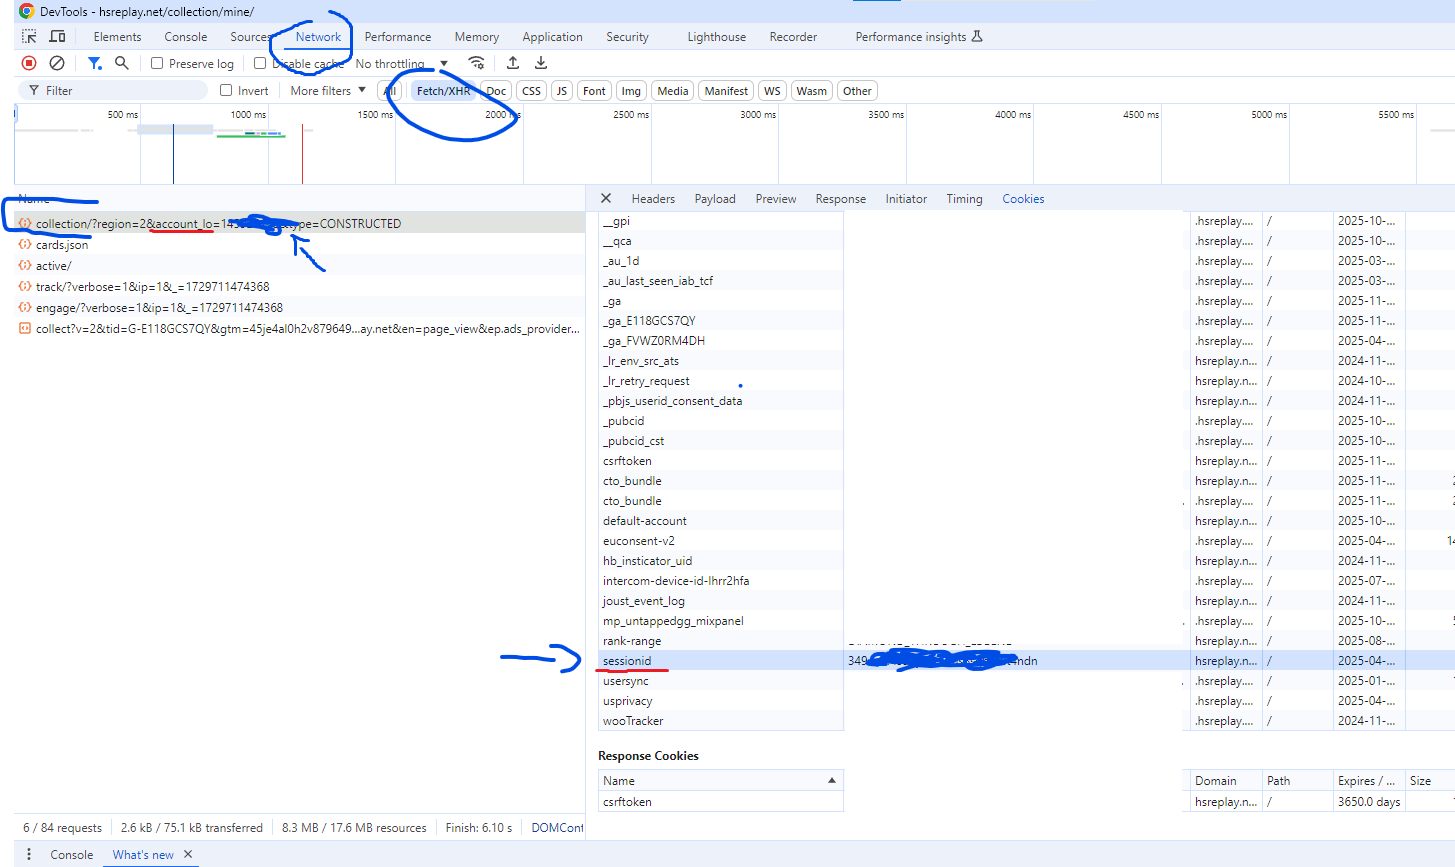 DevTools - hsreplay.net/collection/mine/
Elements Console Sources Network Performance Memory Application Security Lighthouse Recorder Performance insights
Preserve log Disable cache No throttling
Filter Invert More filters All Fetch/XHR Doc CSS JS Font Img Media Manifest WS Wasm Other
500 ms 1000 ms 1500 ms 2000 ms 2500 ms 3000 ms 3500 ms 4000 ms 4500 ms 5000 ms 5500 ms
Name
Headers Payload Preview Response Initiator Timing Cookies
collection/?region=2&account_lo= type=CONSTRUCTED
cards.json
active/
track/?verbose=1&ip=1&_=1729711474368
engage/?verbose=1&ip=1&_=1729711474368
collect?v=2&tid=G-E118GCS7QY&gtm=45je4al0h2v879649...ay.net&en=page_view&ep.ads_provider...
__gpi .hsreplay.... / 2025-10-...
__qca .hsreplay.... / 2025-10-...
_au_1d .hsreplay.... / 2025-03-...
_au_last_seen_iab_tcf .hsreplay.... / 2025-03-...
_ga .hsreplay.... / 2025-11-...
_ga_E118GCS7QY .hsreplay.... / 2025-11-...
_ga_FVWZ0RM4DH .hsreplay.... / 2025-04-...
_lr_env_src_ats hsreplay.n... / 2024-11-...
_lr_retry_request hsreplay.n... / 2024-10-...
_pbjs_userid_consent_data hsreplay.n... / 2024-11-...
_pubcid .hsreplay.... / 2025-10-...
_pubcid_cst .hsreplay.... / 2025-10-...
csrftoken hsreplay.n... / 2025-11-...
cto_bundle hsreplay.n... / 2025-11-...
cto_bundle .hsreplay.... / 2025-11-...
default-account hsreplay.n... / 2025-10-...
euconsent-v2 .hsreplay.... / 2025-04-... 14
hb_insticator_uid hsreplay.n... / 2024-11-...
intercom-device-id-lhrr2hfa .hsreplay.... / 2025-07-...
joust_event_log hsreplay.n... / 2024-11-...
mp_untappedgg_mixpanel .hsreplay.... / 2025-10-...
rank-range hsreplay.n... / 2025-08-...
sessionid 349 ndn hsreplay.n... / 2025-04-...
usersync .hsreplay.... / 2025-01-...
usprivacy .hsreplay.... / 2025-04-...
wooTracker .hsreplay.... / 2024-11-...
Response Cookies
Name Domain Path Expires / ... Size
csrftoken hsreplay.n... / 3650.0 days
6 / 84 requests 2.6 kB / 75.1 kB transferred 8.3 MB / 17.6 MB resources Finish: 6.10 s DOMCont
Console What's new